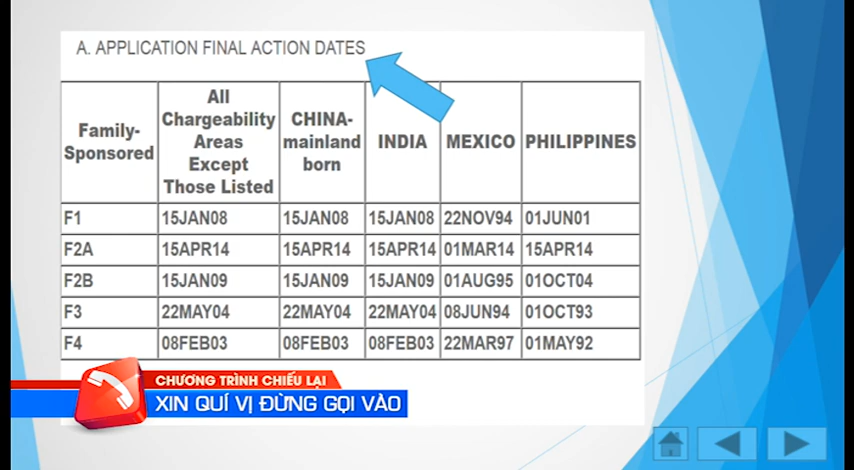 A. APPLICATION FINAL ACTION DATES
Family-Sponsored | All Chargeability Areas Except Those Listed | CHINA-mainland born | INDIA | MEXICO | PHILIPPINES
F1 | 15JAN08 | 15JAN08 | 15JAN08 | 22NOV94 | 01JUN01
F2A | 15APR14 | 15APR14 | 15APR14 | 01MAR14 | 15APR14
F2B | 15JAN09 | 15JAN09 | 15JAN09 | 01AUG95 | 01OCT04
F3 | 22MAY04 | 22MAY04 | 22MAY04 | 08JUN94 | 01OCT93
F4 | 08FEB03 | 08FEB03 | 08FEB03 | 22MAR97 | 01MAY92
CHƯƠNG TRÌNH CHIẾU LẠI
XIN QUÍ VỊ ĐỪNG GỌI VÀO